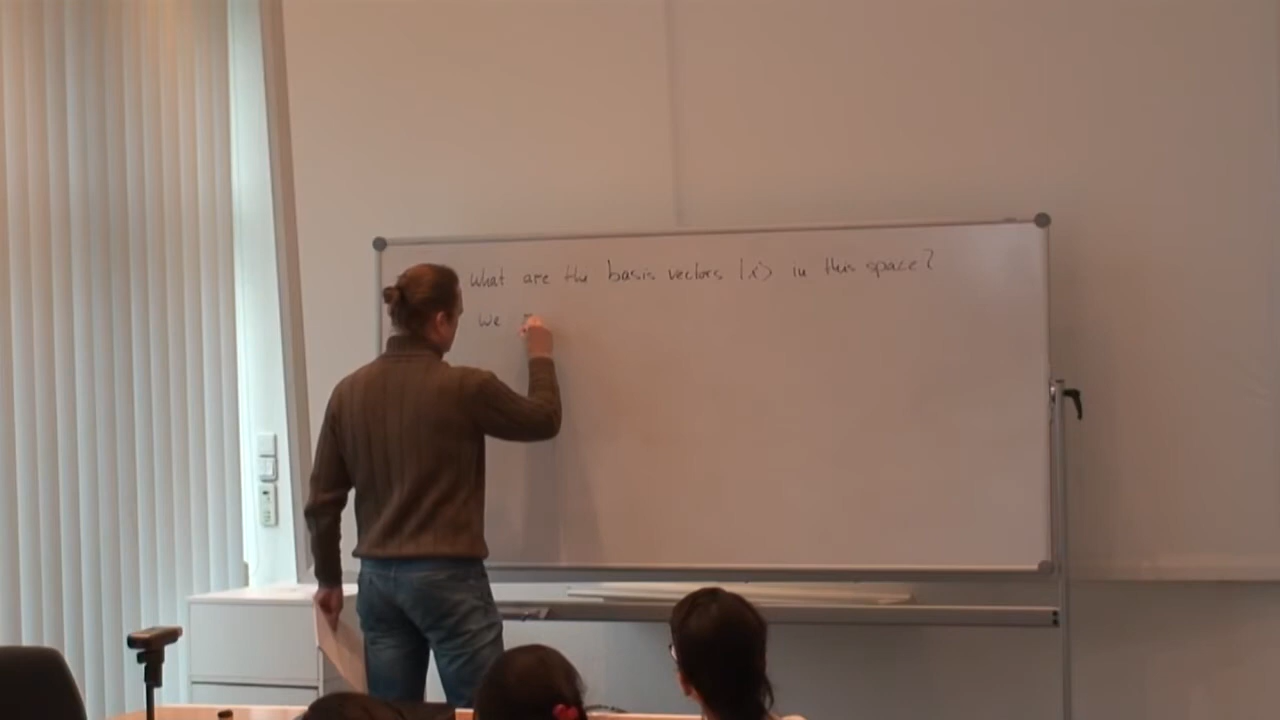 What are the basis vectors |i> in this space?
We